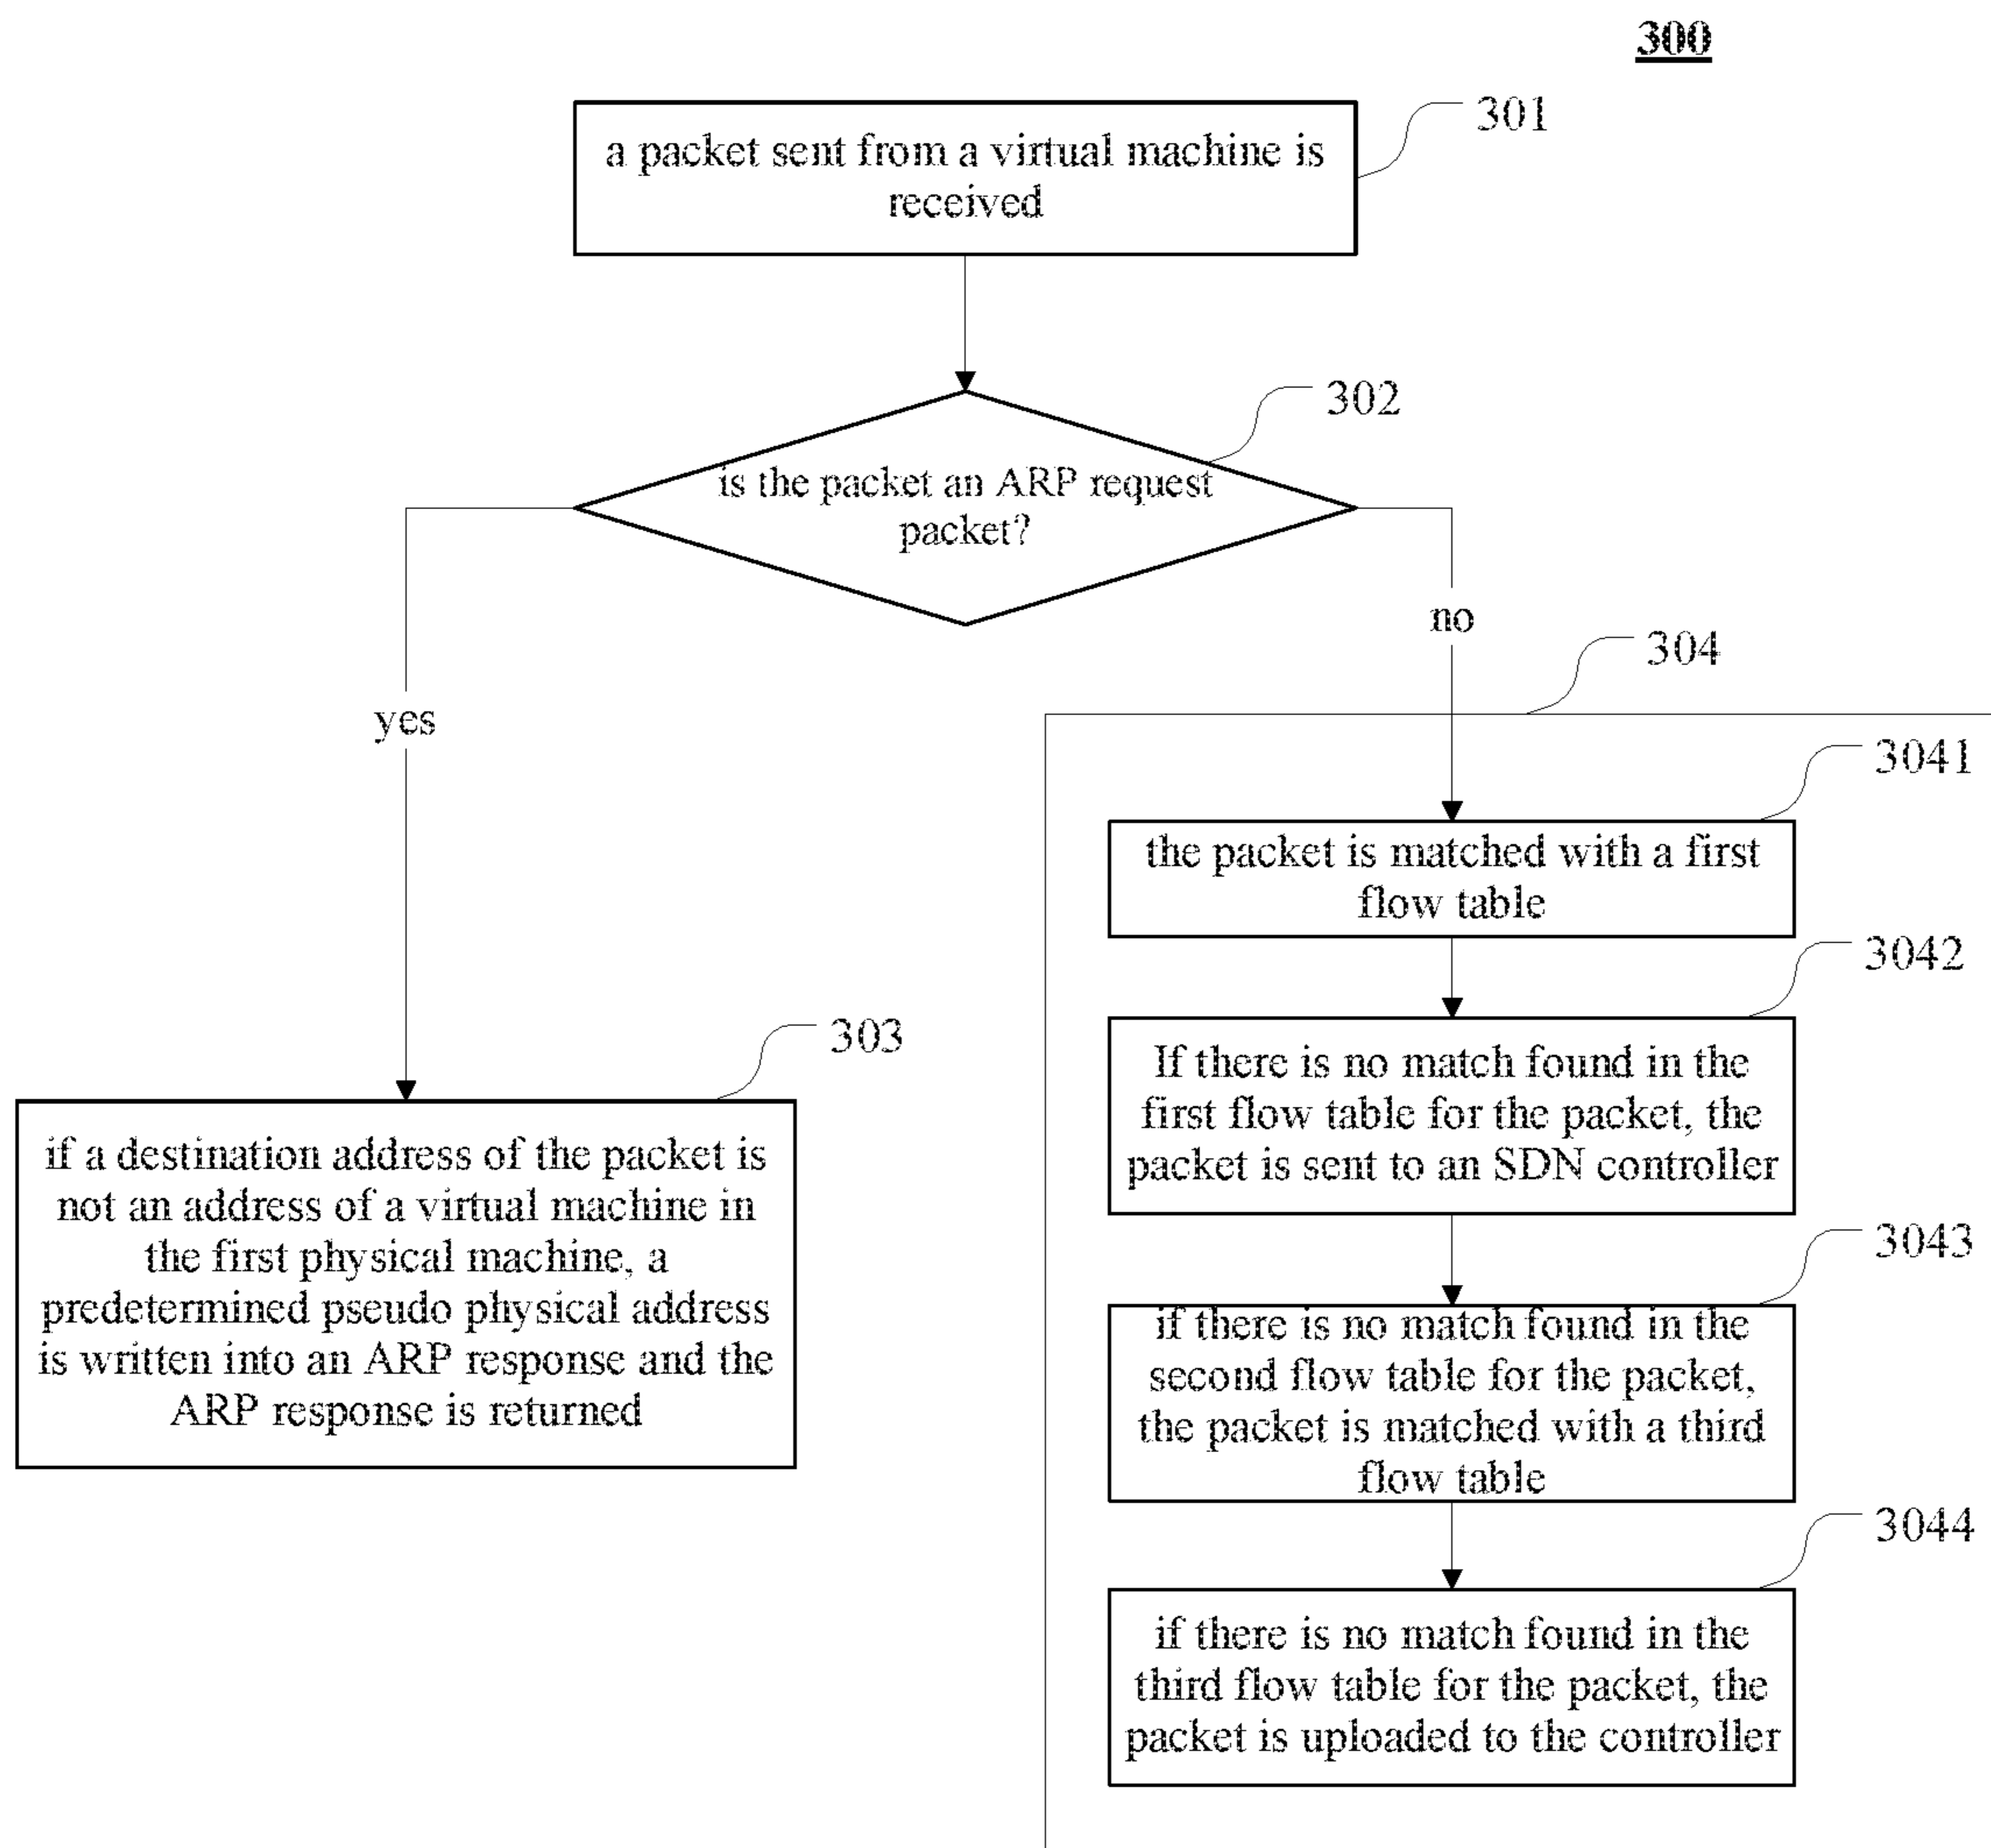 300
301
a packet sent from a virtual machine is
received
302
is the packet an ARP request
packet?
yes
no
304
3041
the packet is matched with a first
flow table
3042
If there is no match found in the
first flow table for the packet, the
packet is sent to an SDN controller
303
if a destination address of the packet is
not an address of a virtual machine in
the first physical machine, a
predetermined pseudo physical address
is written into an ARP response and the
ARP response is returned
3043
if there is no match found in the
second flow table for the packet,
the packet is matched with a third
flow table
3044
if there is no match found in the
third flow table for the packet, the
packet is uploaded to the controller